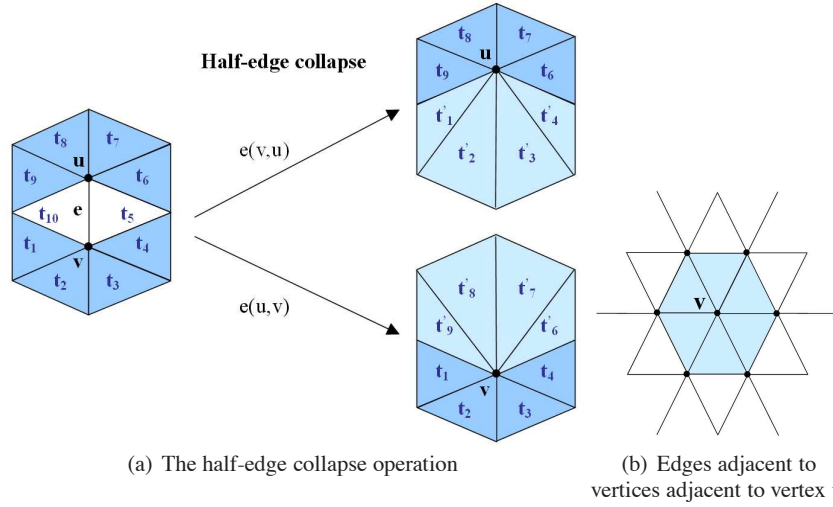 Half-edge collapse
t8 t7
u
t9 t6
t10 e t5
t1 t4
v
t2 t3
e(v,u)
e(u,v)
t8 t7
u
t9 t6
t'1 t'4
t'2 t'3
t'8 t'7
t'9 t'6
t1 t4
v
t2 t3
v
(a) The half-edge collapse operation
(b) Edges adjacent to
vertices adjacent to vertex